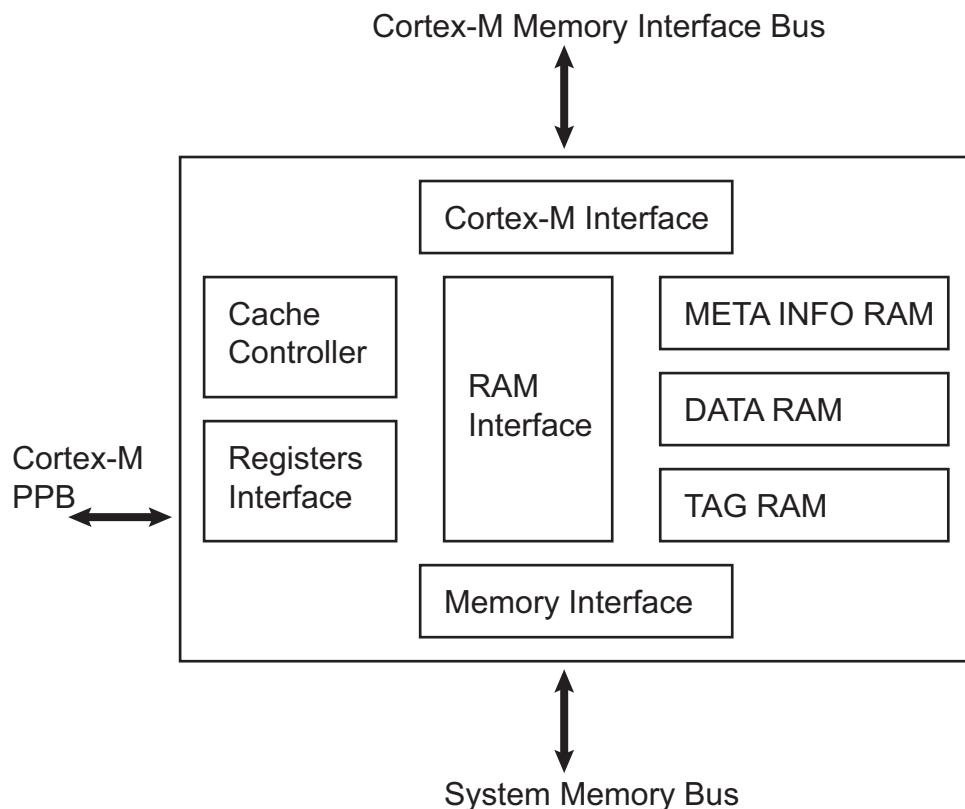 Cortex-M Memory Interface Bus
Cortex-M Interface
Cache
Controller
RAM
Interface
META INFO RAM
DATA RAM
TAG RAM
Registers
Interface
Cortex-M
PPB
Memory Interface
System Memory Bus